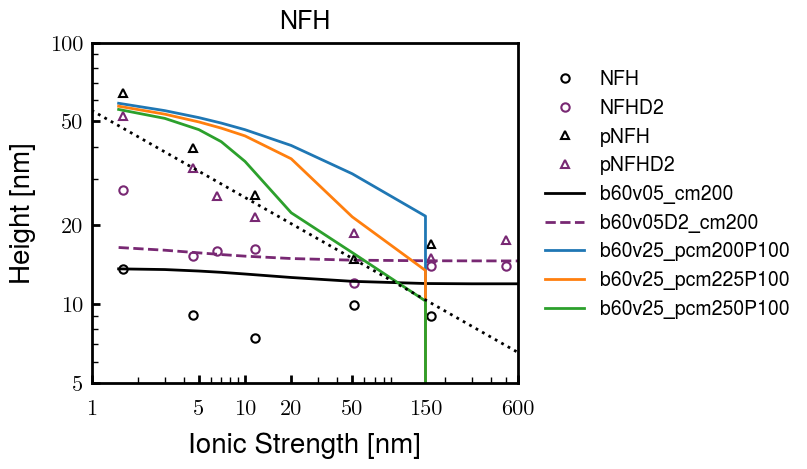 NFH
100
50
20
10
5
Height [nm]
1
5
10
20
50
150
600
Ionic Strength [nm]
NFH
NFHD2
pNFH
pNFHD2
b60v05_cm200
b60v05D2_cm200
b60v25_pcm200P100
b60v25_pcm225P100
b60v25_pcm250P100